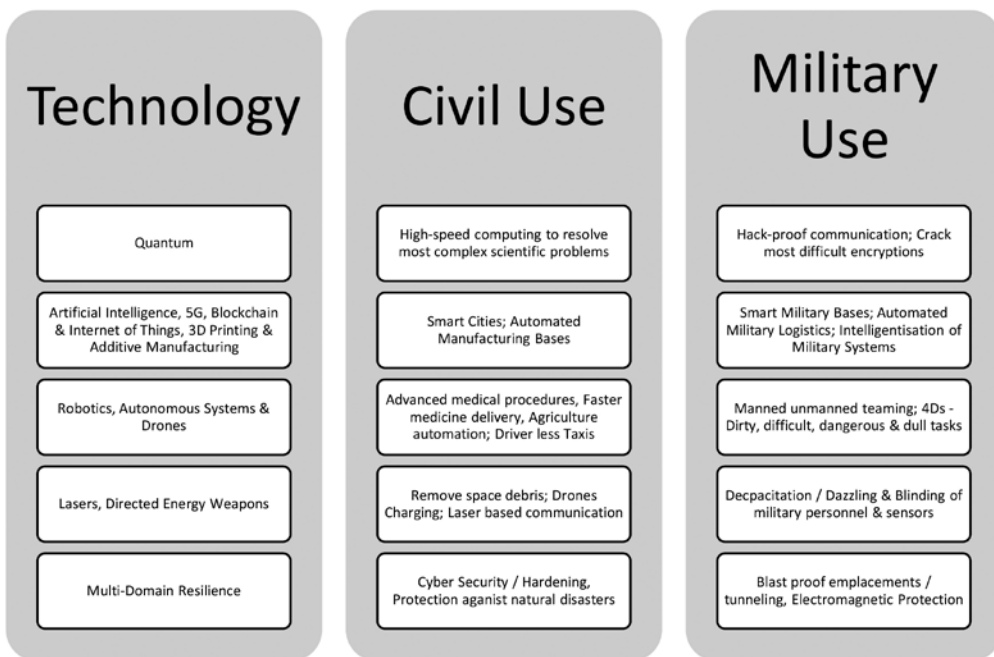 Technology
Quantum
Artificial Intelligence, 5G, Blockchain
& Internet of Things, 3D Printing &
Additive Manufacturing
Robotics, Autonomous Systems &
Drones
Lasers, Directed Energy Weapons
Multi-Domain Resilience
Civil Use
High-speed computing to resolve
most complex scientific problems
Smart Cities; Automated
Manufacturing Bases
Advanced medical procedures, Faster
medicine delivery, Agriculture
automation; Driver less Taxis
Remove space debris; Drones
Charging; Laser based communication
Cyber Security / Hardening,
Protection aganist natural disasters
Military
Use
Hack-proof communication; Crack
most difficult encryptions
Smart Military Bases; Automated
Military Logistics; Intelligentisation of
Military Systems
Manned unmanned teaming; 4Ds -
Dirty, difficult, dangerous & dull tasks
Decpacitation / Dazzling & Blinding of
military personnel & sensors
Blast proof emplacements /
tunneling, Electromagnetic Protection